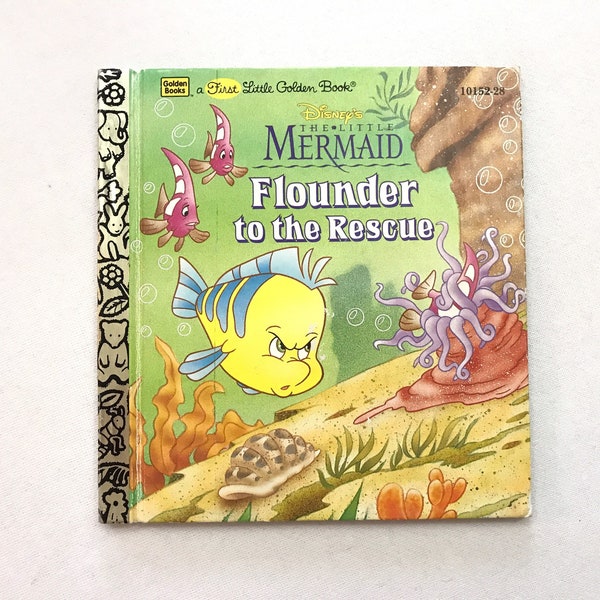 Golden
Books
a First Little Golden Book®
10152-28
Disney's
THE LITTLE
MERMAID
Flounder
to the Rescue